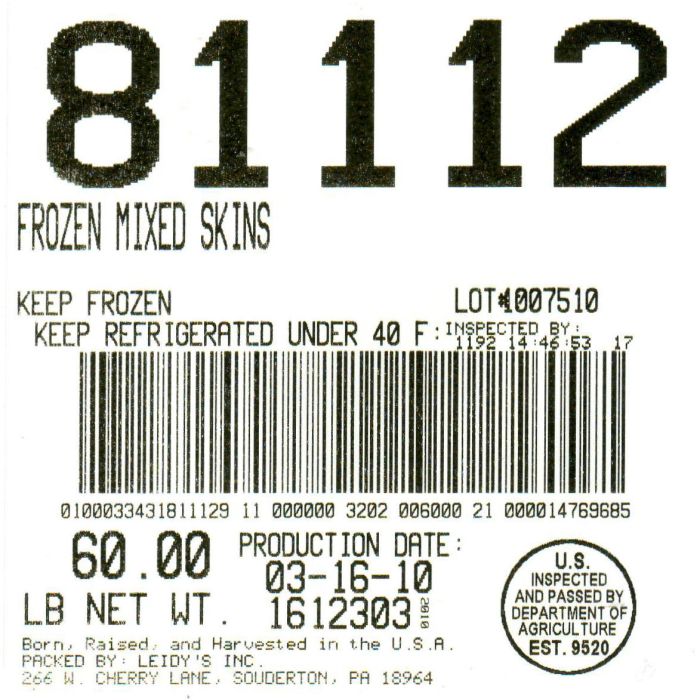 81112
FROZEN MIXED SKINS
KEEP FROZEN
LOT#1007510
KEEP REFRIGERATED UNDER 40 F:
INSPECTED BY:
1192 14:46:53 17
01000334318111129 11 000000 3202 006000 21 000014769685
60.00
LB NET WT.
PRODUCTION DATE:
03-16-10
1612303
2010
U.S.
INSPECTED
AND PASSED BY
DEPARTMENT OF
AGRICULTURE
EST. 9520
Born, Raised, and Harvested in the U.S.A.
PACKED BY: LEIDY'S INC.
266 W. CHERRY LANE, SOUDERTON, PA 18964